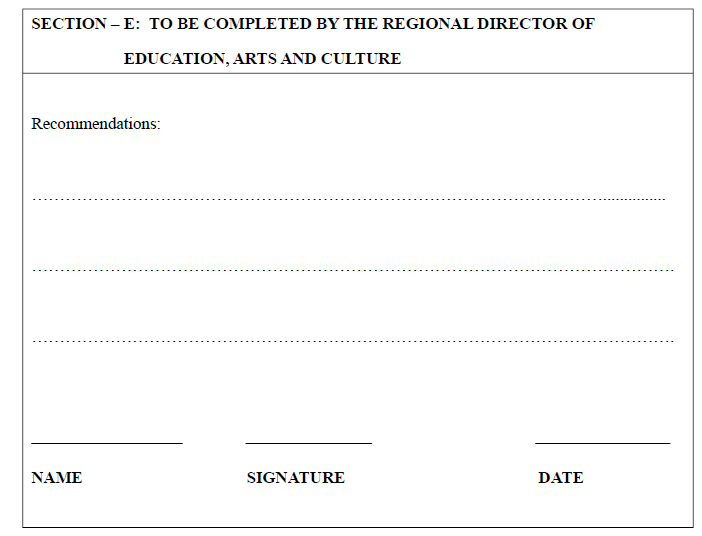 SECTION – E: TO BE COMPLETED BY THE REGIONAL DIRECTOR OF
EDUCATION, ARTS AND CULTURE
Recommendations:
NAME SIGNATURE DATE